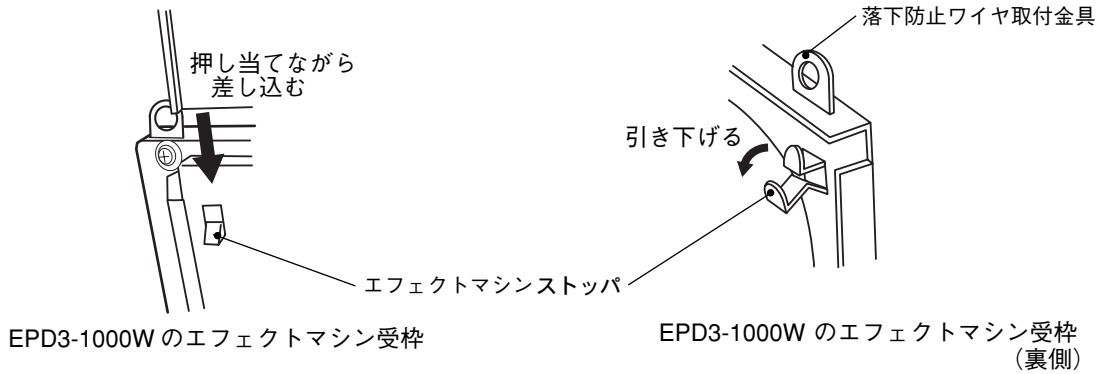 落下防止ワイヤ取付金具
押し当てながら
差し込む
引き下げる
エフェクトマシンストッパ
EPD3-1000W のエフェクトマシン受枠
EPD3-1000W のエフェクトマシン受枠
（裏側）